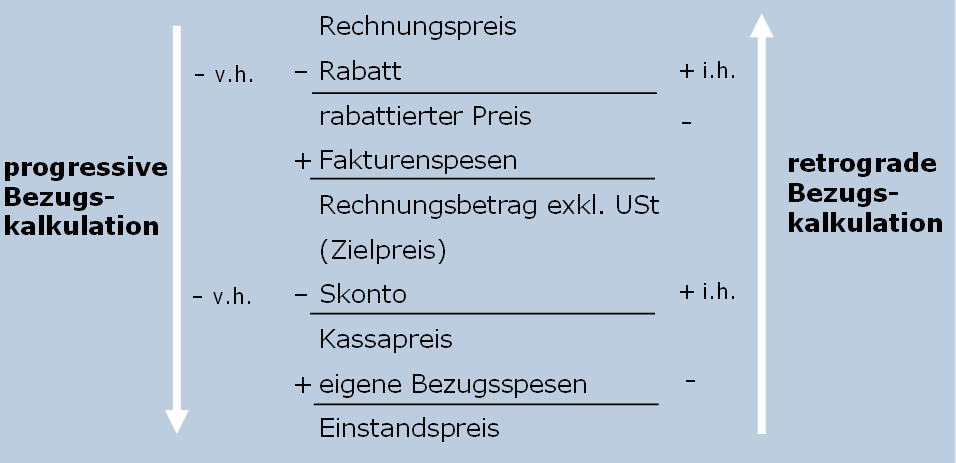 Rechnungspreis
– v.h. – Rabatt + i.h.
rabattierter Preis –
+ Fakturenspesen
progressive Bezugs-kalkulation
retrograde Bezugs-kalkulation
Rechnungsbetrag exkl. USt
(Zielpreis)
– v.h. – Skonto + i.h.
Kassapreis
+ eigene Bezugsspesen –
Einstandspreis